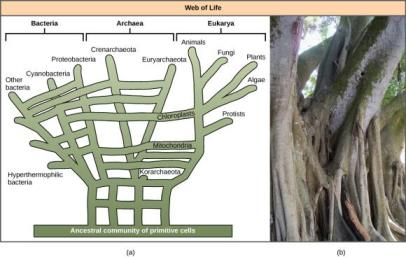 Web of Life
Bacteria
Archaea
Eukarya
Crenarchaeota
Animals
Proteobacteria
Euryarchaeota
Fungi
Plants
Cyanobacteria
Algae
Other
bacteria
Chloroplasts
Protists
Mitochondria
Korarchaeota
Hyperthermophilic
bacteria
Ancestral community of primitive cells
(a)
(b)